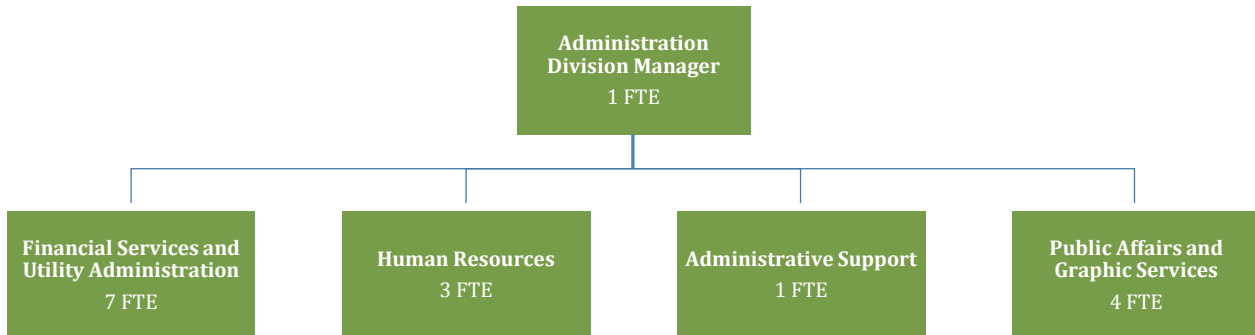 Administration
Division Manager
1 FTE
Financial Services and
Utility Administration
7 FTE
Human Resources
3 FTE
Administrative Support
1 FTE
Public Affairs and
Graphic Services
4 FTE